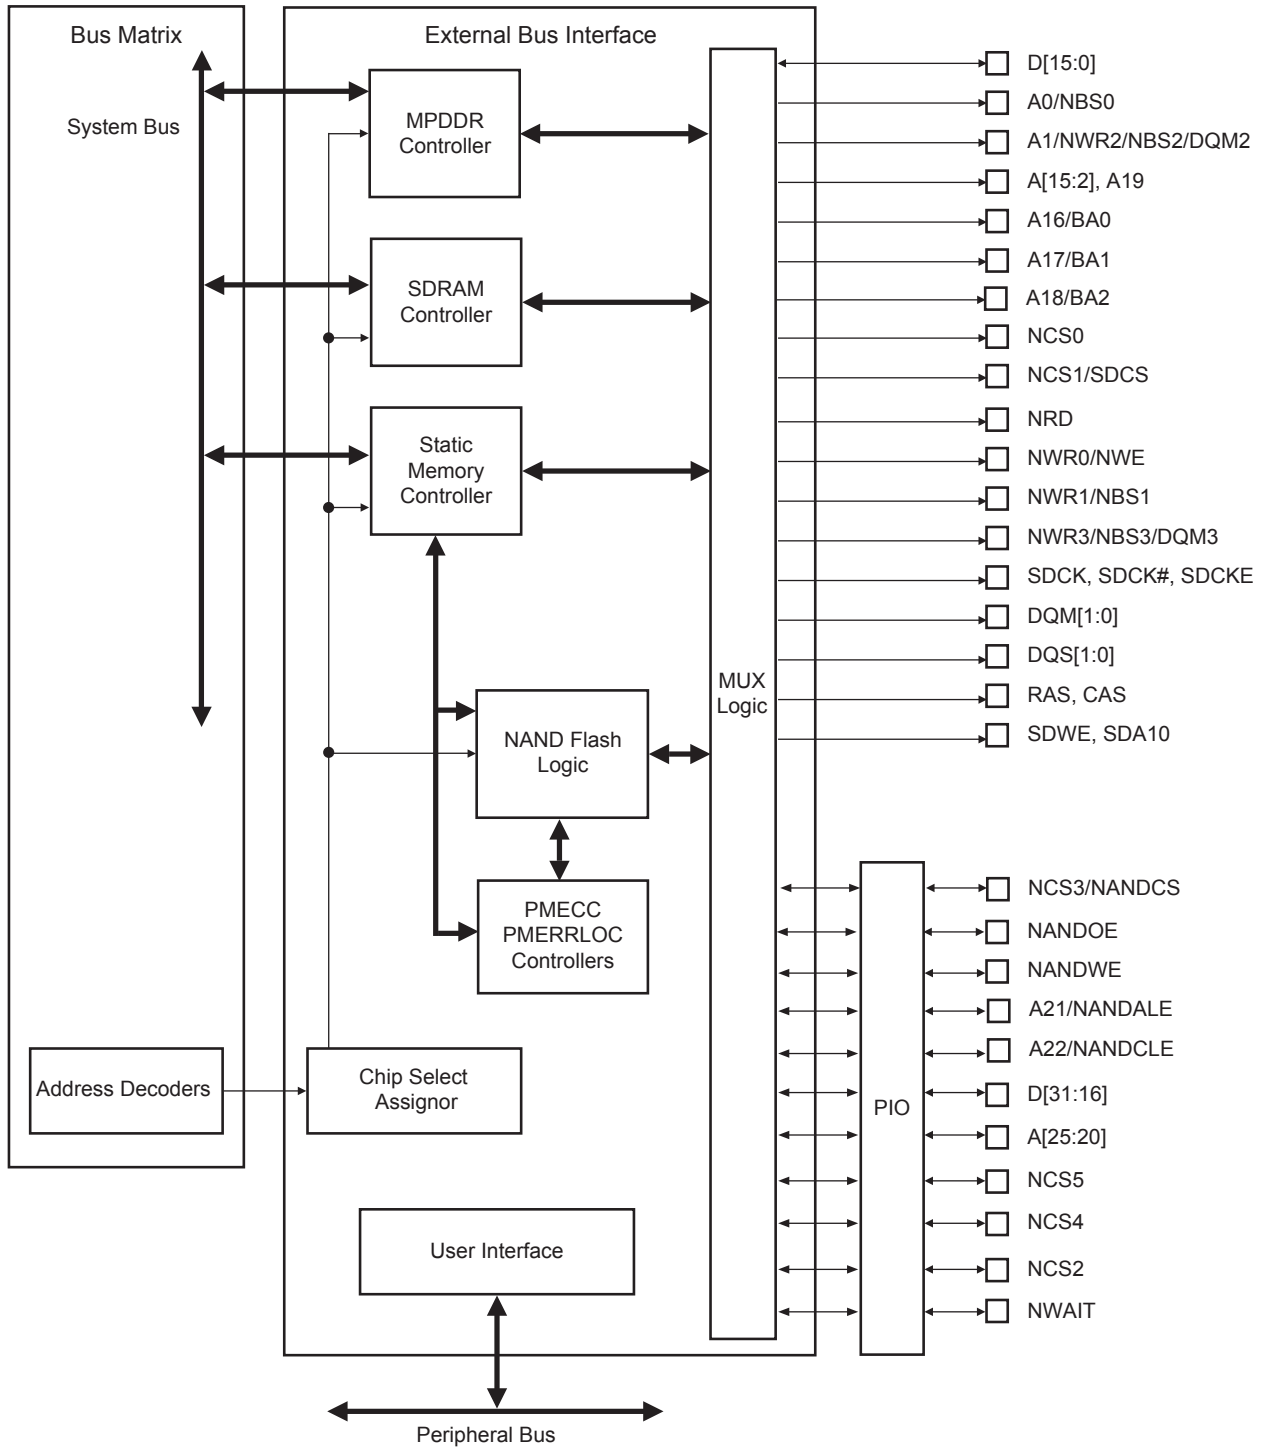 Bus Matrix
System Bus
Address Decoders
External Bus Interface
MPDDR
Controller
SDRAM
Controller
Static
Memory
Controller
NAND Flash
Logic
PMECC
PMERRLOC
Controllers
Chip Select
Assignor
User Interface
Peripheral Bus
MUX
Logic
PIO
D[15:0]
A0/NBS0
A1/NWR2/NBS2/DQM2
A[15:2], A19
A16/BA0
A17/BA1
A18/BA2
NCS0
NCS1/SDCS
NRD
NWR0/NWE
NWR1/NBS1
NWR3/NBS3/DQM3
SDCK, SDCK#, SDCKE
DQM[1:0]
DQS[1:0]
RAS, CAS
SDWE, SDA10
NCS3/NANDCS
NANDOE
NANDWE
A21/NANDALE
A22/NANDCLE
D[31:16]
A[25:20]
NCS5
NCS4
NCS2
NWAIT